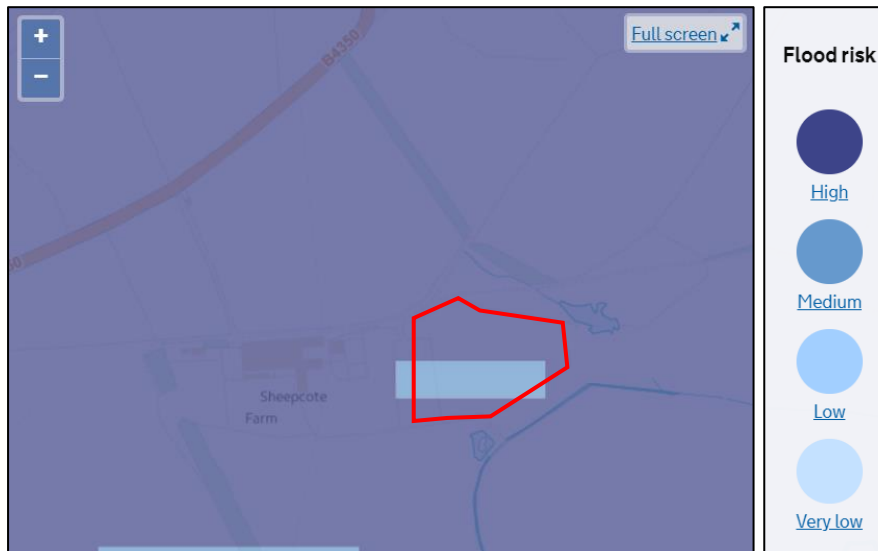 +
−
Full screen
B4350
Sheepcote
Farm
Flood risk
High
Medium
Low
Very low